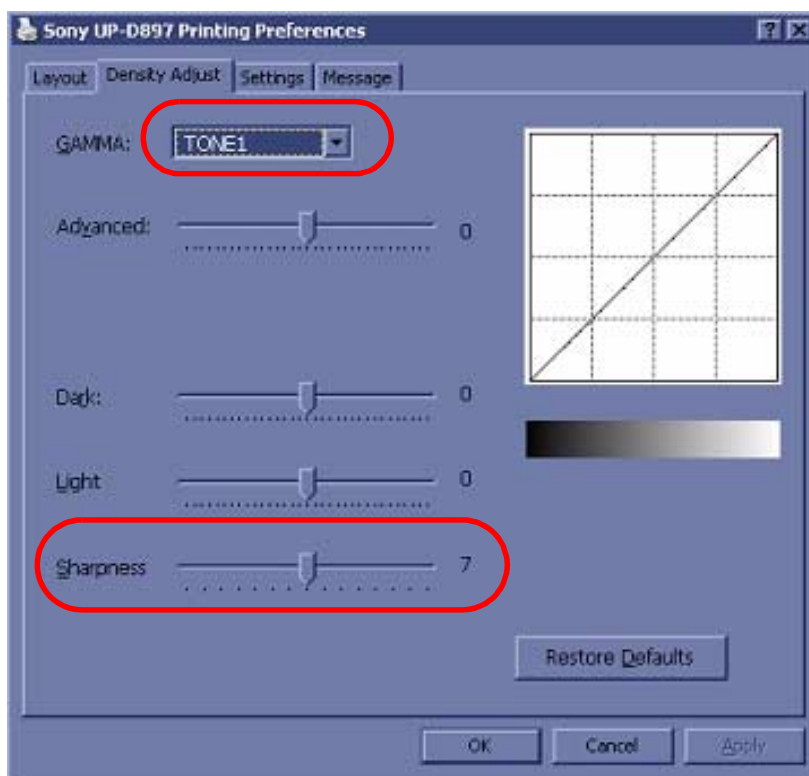 Sony UP-D897 Printing Preferences
Layout Density Adjust Settings Message
GAMMA: TONE1
Advanced: 0
Dark: 0
Light 0
Sharpness 7
Restore Defaults
OK Cancel Apply